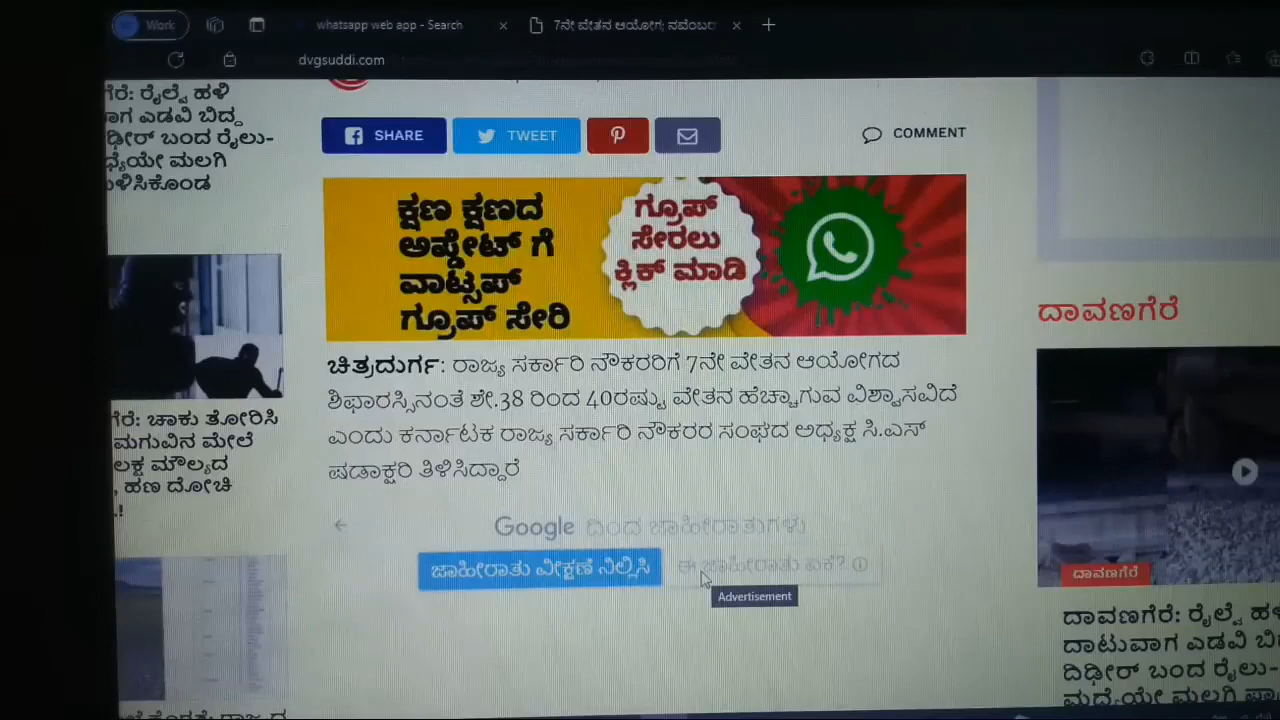 Work
whatsapp web app - Search
7ನೇ ವೇತನ ಆಯೋಗ; ನವೆಂಬರ
dvgsuddi.com
ಗೆರೆ: ರೈಲ್ವೆ ಹಳಿ
ವಾಗ ಎಡವಿ ಬಿದ್ದ
ಢೀರ್ ಬಂದ ರೈಲು-
ಧ್ಯೆಯೇ ಮಲಗಿ
ಉಳಿಸಿಕೊಂಡ
SHARE
TWEET
COMMENT
ಕ್ಷಣ ಕ್ಷಣದ
ಅಪ್ಡೇಟ್ ಗೆ
ವಾಟ್ಸಪ್
ಗ್ರೂಪ್ ಸೇರಿ
ಗ್ರೂಪ್
ಸೇರಲು
ಕ್ಲಿಕ್ ಮಾಡಿ
ಚಿತ್ರದುರ್ಗ: ರಾಜ್ಯ ಸರ್ಕಾರಿ ನೌಕರರಿಗೆ 7ನೇ ವೇತನ ಆಯೋಗದ
ಶಿಫಾರಸ್ಸಿನಂತೆ ಶೇ.38 ರಿಂದ 40ರಷ್ಟು ವೇತನ ಹೆಚ್ಚಾಗುವ ವಿಶ್ವಾಸವಿದೆ
ಎಂದು ಕರ್ನಾಟಕ ರಾಜ್ಯ ಸರ್ಕಾರಿ ನೌಕರರ ಸಂಘದ ಅಧ್ಯಕ್ಷ ಸಿ.ಎಸ್
ಷಡಾಕ್ಷರಿ ತಿಳಿಸಿದ್ದಾರೆ
Google ದಿಂದ ಜಾಹೀರಾತುಗಳು
ಜಾಹೀರಾತು ವೀಕ್ಷಣೆ ನಿಲ್ಲಿಸಿ
ಈ ಜಾಹೀರಾತು ಏಕೆ?
Advertisement
ಗೆರೆ: ಚಾಕು ತೋರಿಸಿ
ಮಗುವಿನ ಮೇಲೆ
ಲಕ್ಷ ಮೌಲ್ಯದ
, ಹಣ ದೋಚಿ
.!
ದಾವಣಗೆರೆ
ದಾವಣಗೆರೆ
ದಾವಣಗೆರೆ: ರೈಲ್ವೆ ಹಳಿ
ದಾಟುವಾಗ ಎಡವಿ ಬಿ
ದಿಢೀರ್ ಬಂದ ರೈಲು-
ಮದ್ಯೆಯೇ ಮಲಗಿ ಪ್ರಾ